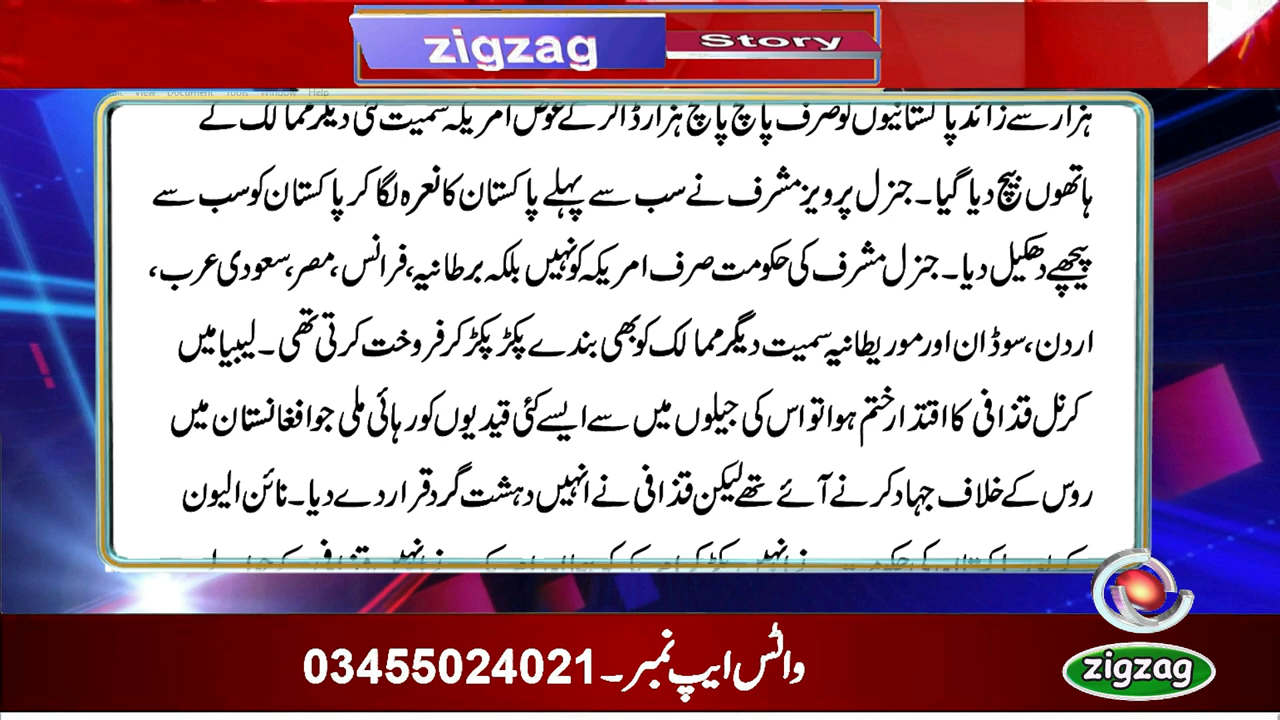 zigzag Story
View Document Tools Window Help
ہزار سے زائد پاکستانیوں کو صرف پانچ پانچ ہزار ڈالر کے عوض امریکہ سمیت کئی دیگر ممالک کے
ہاتھوں بیچ دیا گیا۔ جنرل پرویز مشرف نے سب سے پہلے پاکستان کا نعرہ لگا کر پاکستان کو سب سے
پیچھے دھکیل دیا۔ جنرل مشرف کی حکومت صرف امریکہ کو نہیں بلکہ برطانیہ، فرانس، مصر، سعودی عرب،
اردن، سوڈان اور موریطانیہ سمیت دیگر ممالک کو بھی بندے پکڑ پکڑ کر فروخت کرتی تھی۔ لیبیا میں
کرنل قذافی کا اقتدار ختم ہوا تو اس کی جیلوں میں سے ایسے کئی قیدیوں کو رہائی ملی جو افغانستان میں
روس کے خلاف جہاد کرنے آئے تھے لیکن قذافی نے انہیں دہشت گرد قرار دے دیا۔ نائن الیون
واٹس ایپ نمبر۔ 03455024021
zigzag